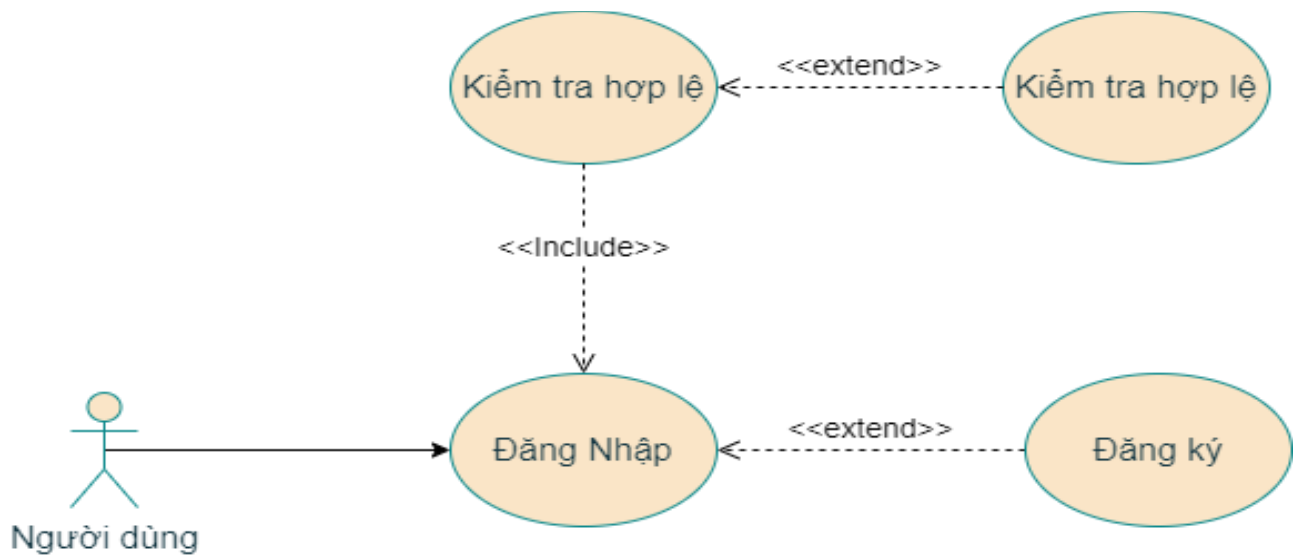 Kiểm tra hợp lệ
<<extend>>
Kiểm tra hợp lệ
<<Include>>
Đăng Nhập
<<extend>>
Đăng ký
Người dùng